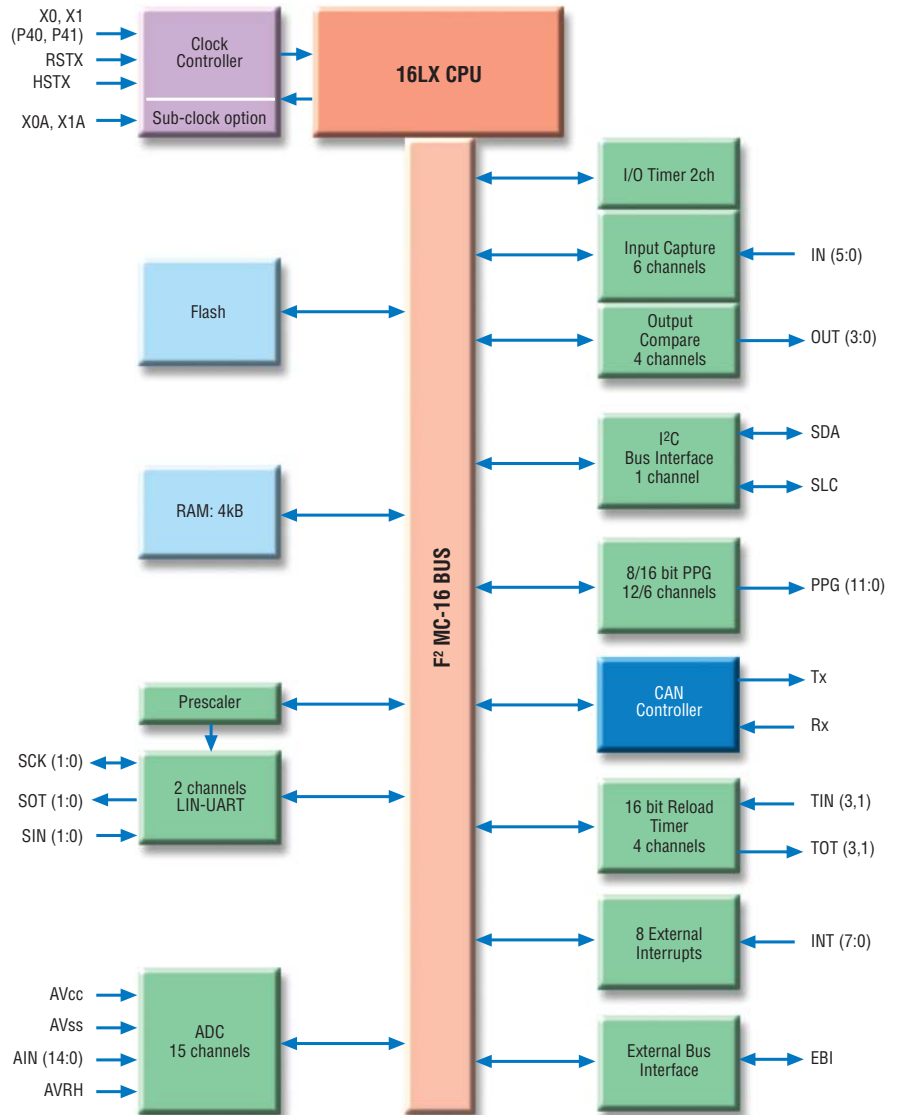 X0, X1
(P40, P41)
RSTX
HSTX
X0A, X1A
Clock
Controller
Sub-clock option
16LX CPU
F² MC-16 BUS
Flash
RAM: 4kB
Prescaler
SCK (1:0)
SOT (1:0)
SIN (1:0)
2 channels
LIN-UART
AVcc
AVss
AIN (14:0)
AVRH
ADC
15 channels
I/O Timer 2ch
Input Capture
6 channels
IN (5:0)
Output
Compare
4 channels
OUT (3:0)
I²C
Bus Interface
1 channel
SDA
SLC
8/16 bit PPG
12/6 channels
PPG (11:0)
CAN
Controller
Tx
Rx
16 bit Reload
Timer
4 channels
TIN (3,1)
TOT (3,1)
8 External
Interrupts
INT (7:0)
External Bus
Interface
EBI